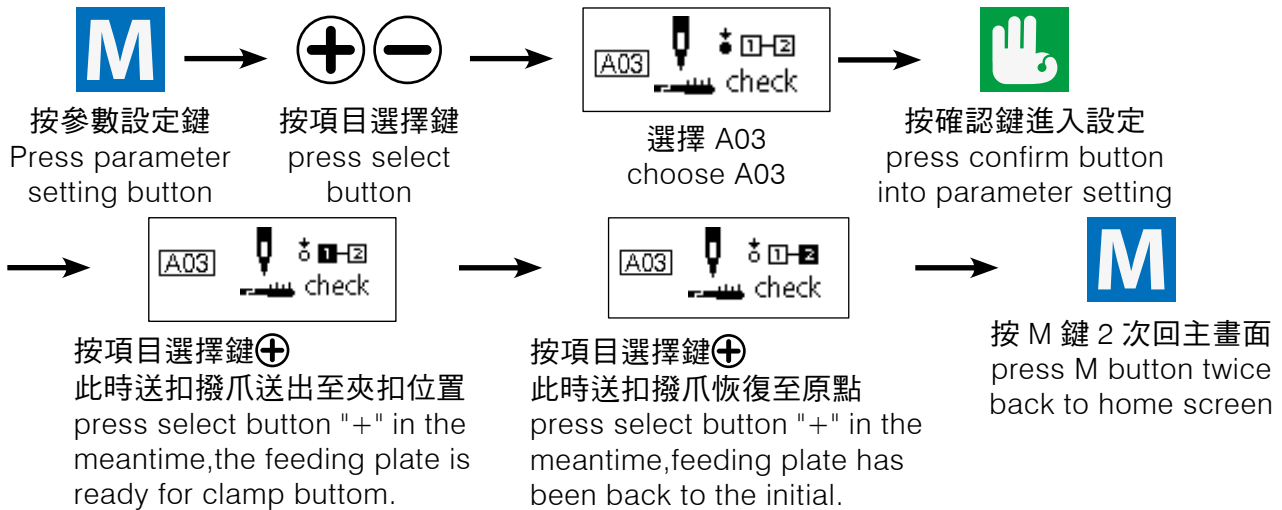 M
按參數設定鍵
Press parameter
setting button
按項目選擇鍵
press select
button
A03 1 2
check
選擇 A03
choose A03
按確認鍵進入設定
press confirm button
into parameter setting
A03 1 2
check
按項目選擇鍵⊕
此時送扣撥爪送出至夾扣位置
press select button "+" in the
meantime,the feeding plate is
ready for clamp buttom.
A03 1 2
check
按項目選擇鍵⊕
此時送扣撥爪恢復至原點
press select button "+" in the
meantime,feeding plate has
been back to the initial.
M
按 M 鍵 2 次回主畫面
press M button twice
back to home screen